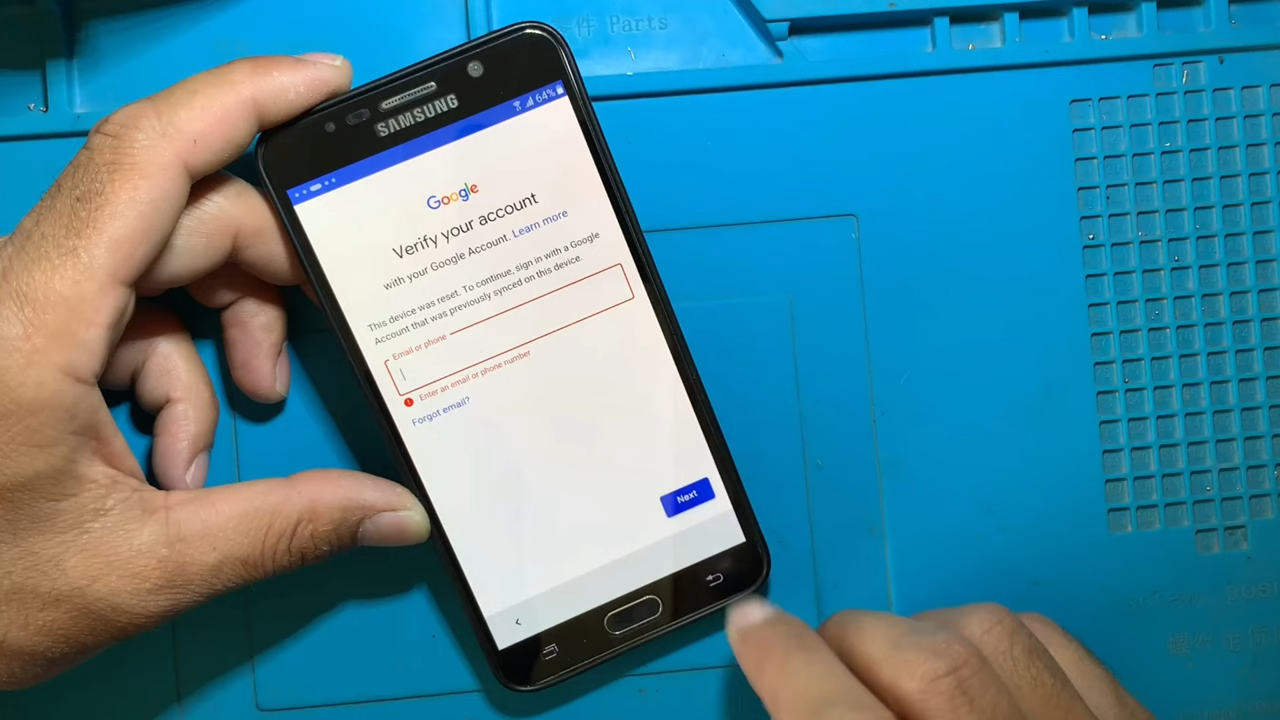 件 Parts
SAMSUNG
64%
Google
Verify your account
with your Google Account. Learn more
This device was reset. To continue, sign in with a Google
Account that was previously synced on this device.
Email or phone
Enter an email or phone number
Forgot email?
Next